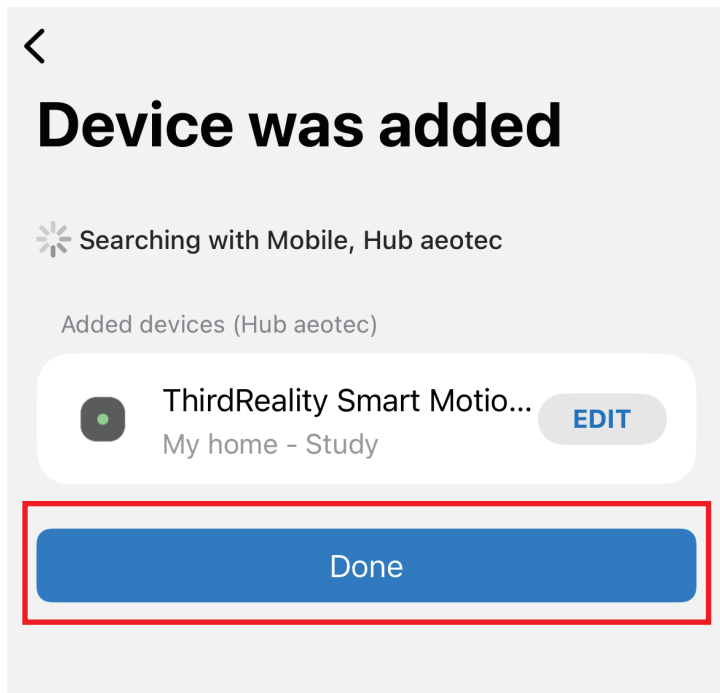 Device was added
Searching with Mobile, Hub aeotec
Added devices (Hub aeotec)
ThirdReality Smart Motio...
EDIT
My home - Study
Done